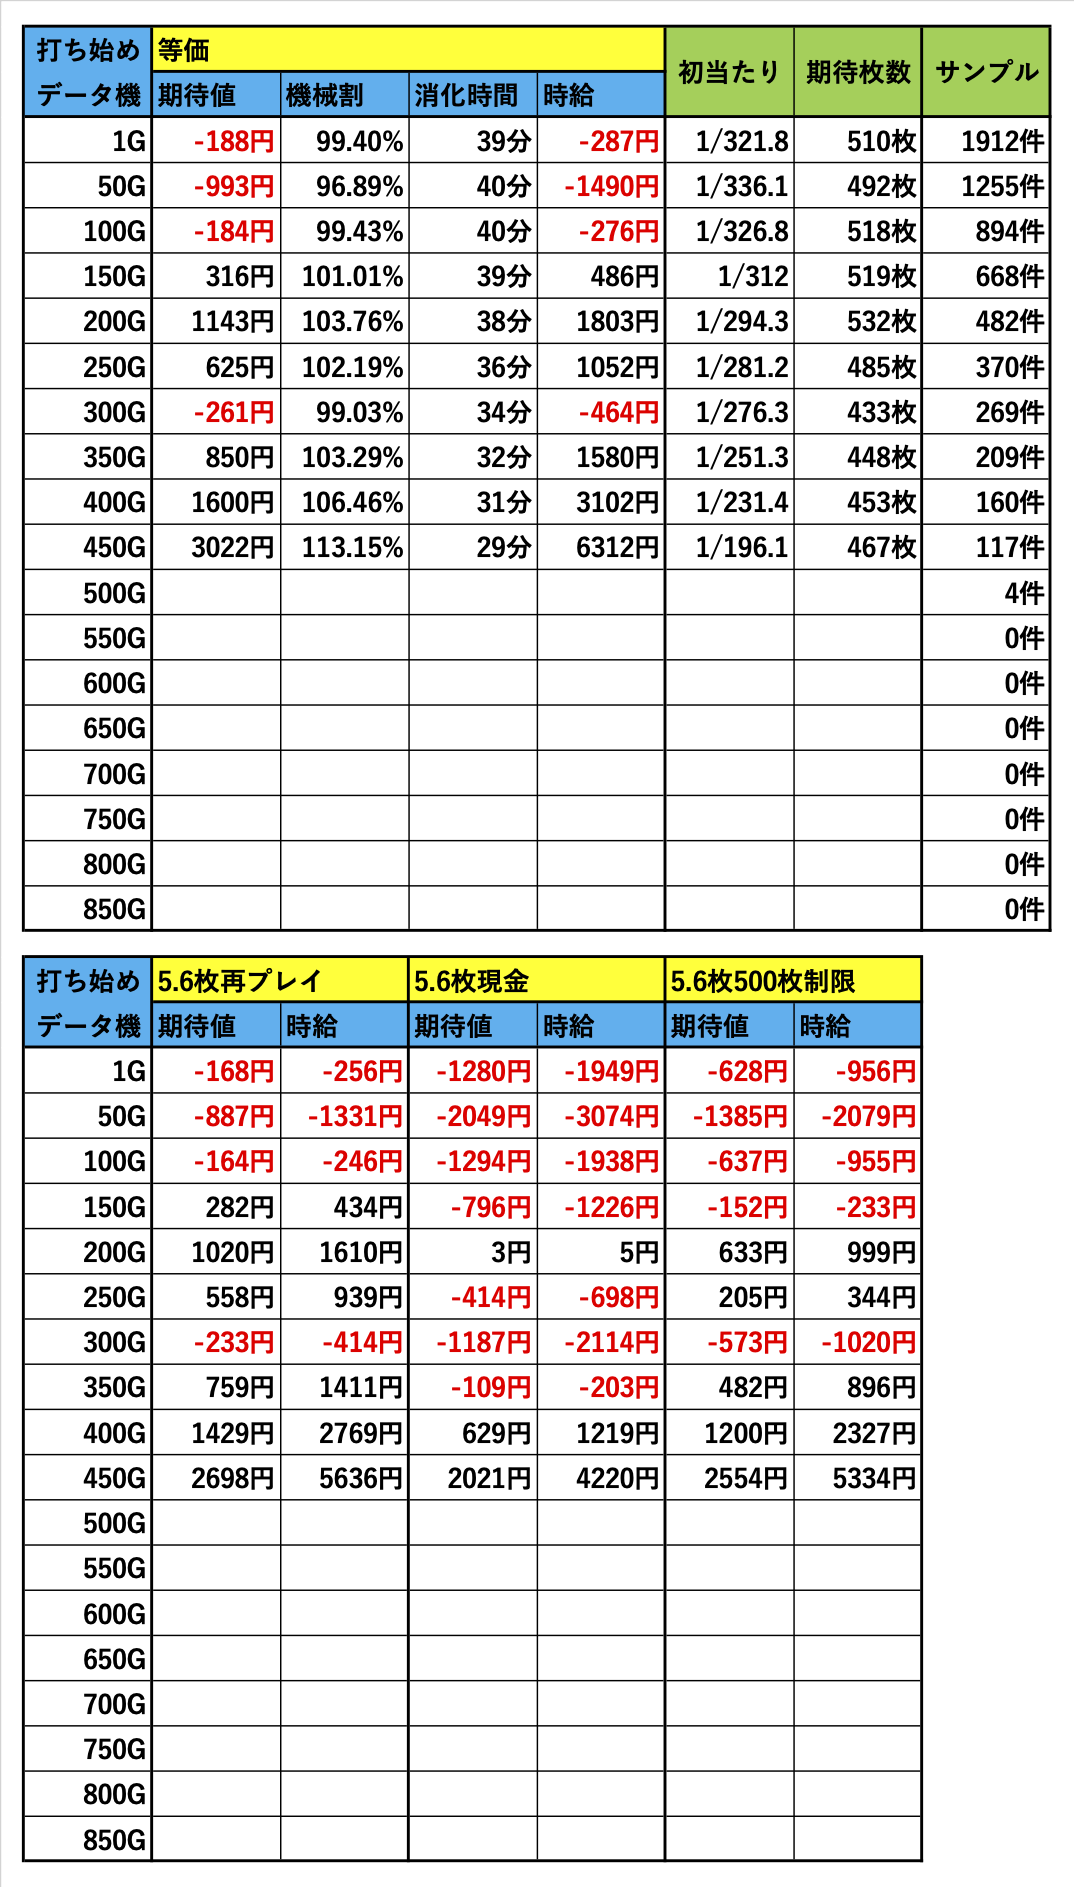 打ち始め 等価 初当たり 期待枚数 サンプル
データ機 期待値 機械割 消化時間 時給
1G -188円 99.40% 39分 -287円 1/321.8 510枚 1912件
50G -993円 96.89% 40分 -1490円 1/336.1 492枚 1255件
100G -184円 99.43% 40分 -276円 1/326.8 518枚 894件
150G 316円 101.01% 39分 486円 1/312 519枚 668件
200G 1143円 103.76% 38分 1803円 1/294.3 532枚 482件
250G 625円 102.19% 36分 1052円 1/281.2 485枚 370件
300G -261円 99.03% 34分 -464円 1/276.3 433枚 269件
350G 850円 103.29% 32分 1580円 1/251.3 448枚 209件
400G 1600円 106.46% 31分 3102円 1/231.4 453枚 160件
450G 3022円 113.15% 29分 6312円 1/196.1 467枚 117件
500G 4件
550G 0件
600G 0件
650G 0件
700G 0件
750G 0件
800G 0件
850G 0件
打ち始め 5.6枚再プレイ 5.6枚現金 5.6枚500枚制限
データ機 期待値 時給 期待値 時給 期待値 時給
1G -168円 -256円 -1280円 -1949円 -628円 -956円
50G -887円 -1331円 -2049円 -3074円 -1385円 -2079円
100G -164円 -246円 -1294円 -1938円 -637円 -955円
150G 282円 434円 -796円 -1226円 -152円 -233円
200G 1020円 1610円 3円 5円 633円 999円
250G 558円 939円 -414円 -698円 205円 344円
300G -233円 -414円 -1187円 -2114円 -573円 -1020円
350G 759円 1411円 -109円 -203円 482円 896円
400G 1429円 2769円 629円 1219円 1200円 2327円
450G 2698円 5636円 2021円 4220円 2554円 5334円
500G
550G
600G
650G
700G
750G
800G
850G